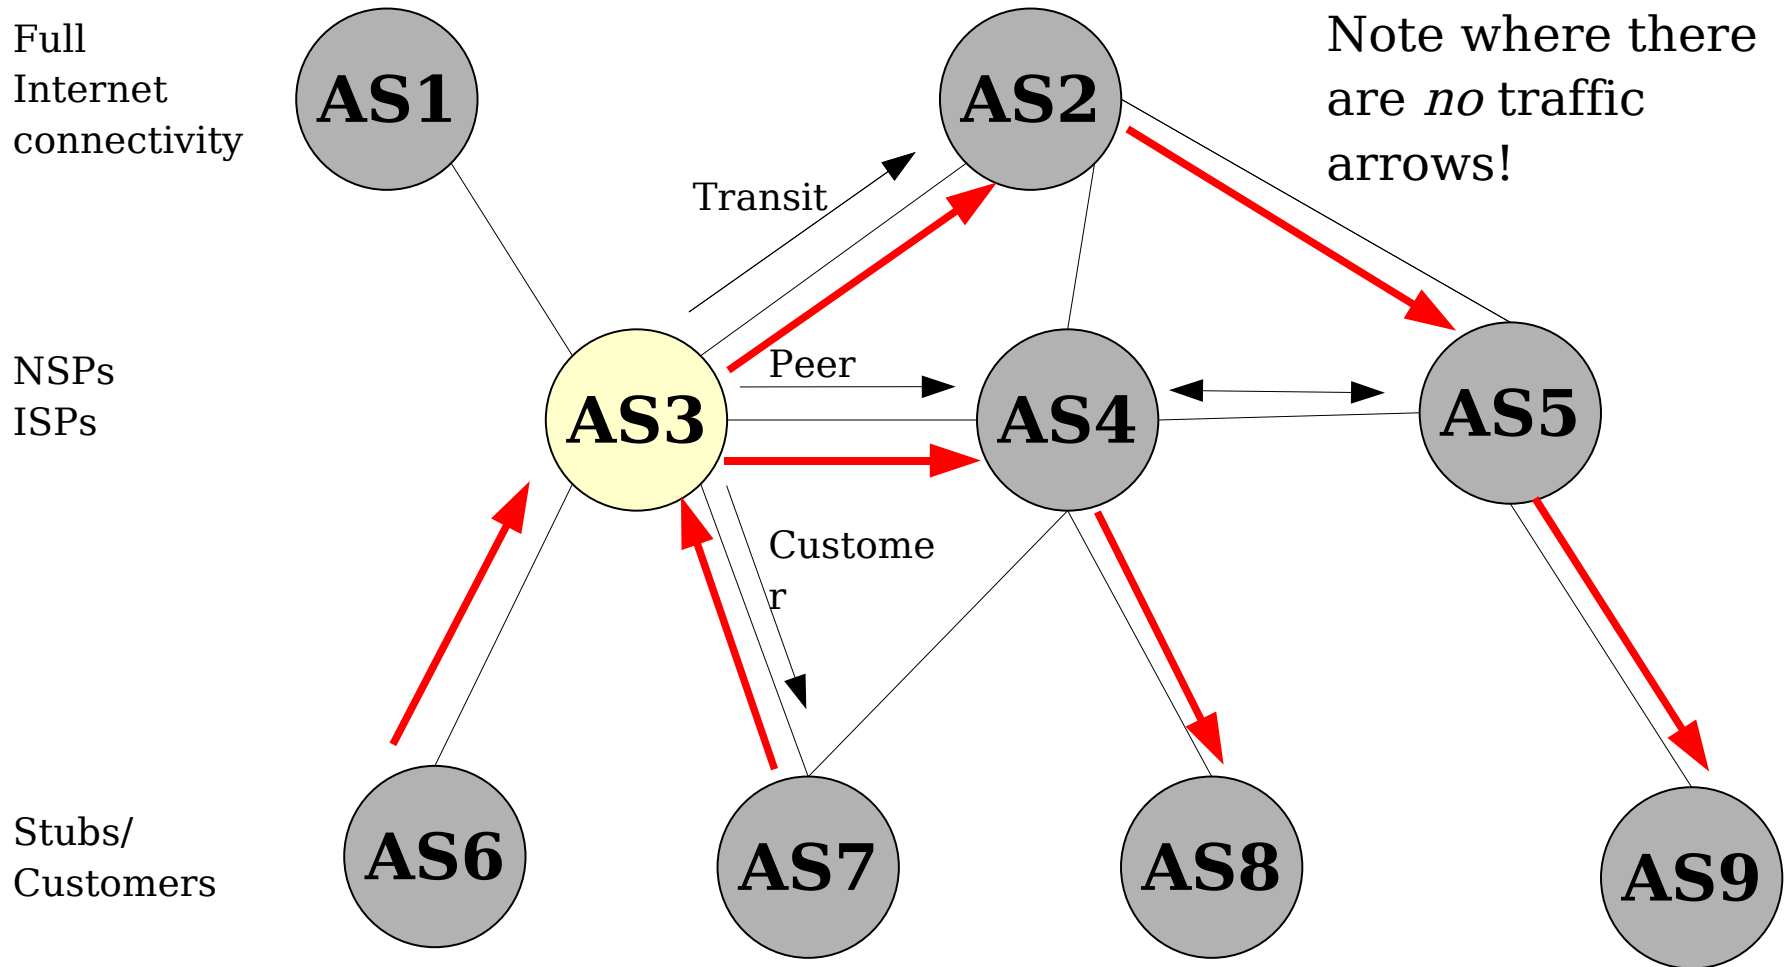 Full
Internet
connectivity
AS1
AS2
Note where there
are no traffic
arrows!
Transit
NSPs
ISPs
AS3
Peer
AS4
AS5
Custome
r
Stubs/
Customers
AS6
AS7
AS8
AS9